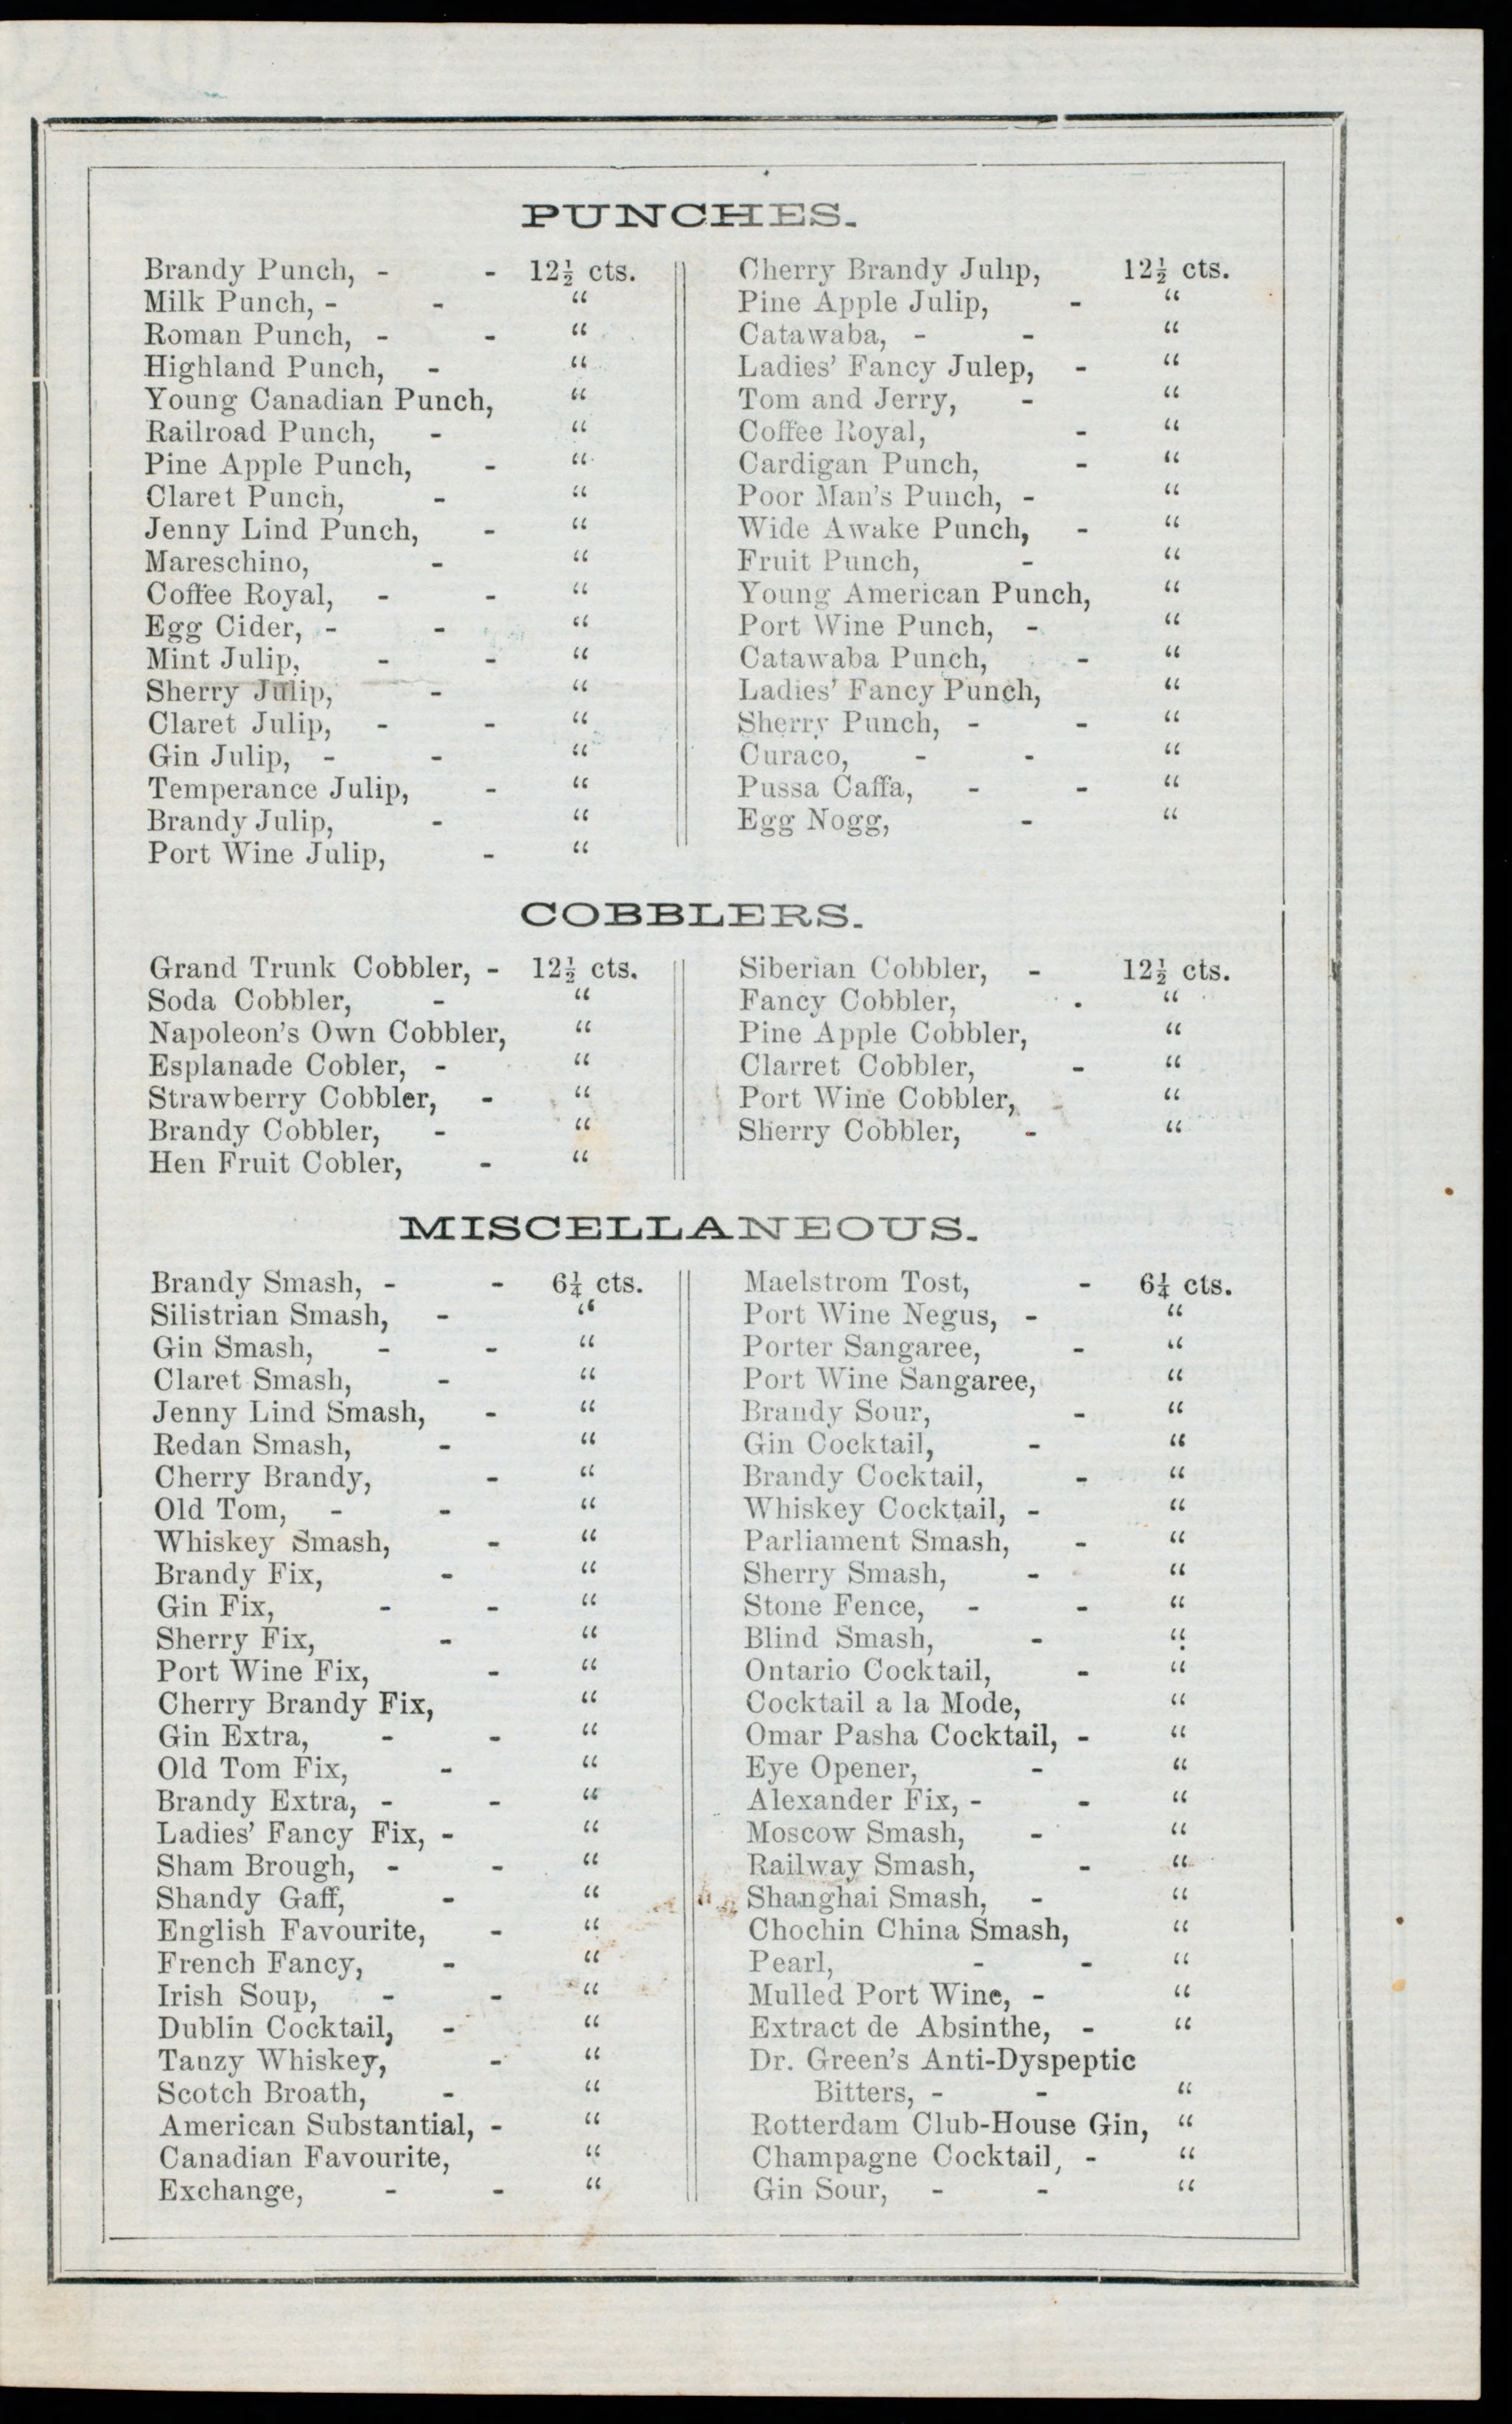 PUNCHES.
Brandy Punch, - - 12½ cts.
Milk Punch, - - “
Roman Punch, - - “
Highland Punch, - “
Young Canadian Punch, “
Railroad Punch, - “
Pine Apple Punch, - “
Claret Punch, - “
Jenny Lind Punch, - “
Mareschino, - “
Coffee Royal, - - “
Egg Cider, - - “
Mint Julip, - - “
Sherry Julip, - “
Claret Julip, - - “
Gin Julip, - - “
Temperance Julip, - “
Brandy Julip, - “
Port Wine Julip, - “
Cherry Brandy Julip, 12½ cts.
Pine Apple Julip, - “
Catawaba, - - “
Ladies’ Fancy Julep, - “
Tom and Jerry, - “
Coffee Royal, - “
Cardigan Punch, - “
Poor Man’s Punch, - “
Wide Awake Punch, - “
Fruit Punch, - “
Young American Punch, “
Port Wine Punch, - “
Catawaba Punch, - “
Ladies’ Fancy Punch, “
Sherry Punch, - - “
Curaco, - - “
Pussa Caffa, - - “
Egg Nogg, - “
COBBLERS.
Grand Trunk Cobbler, - 12½ cts.
Soda Cobbler, - “
Napoleon’s Own Cobbler, “
Esplanade Cobler, - “
Strawberry Cobbler, - “
Brandy Cobbler, - “
Hen Fruit Cobler, - “
Siberian Cobbler, - 12½ cts.
Fancy Cobbler, - “
Pine Apple Cobbler, “
Clarret Cobbler, - “
Port Wine Cobbler, - “
Sherry Cobbler, - “
MISCELLANEOUS.
Brandy Smash, - - 6¼ cts.
Silistrian Smash, - “
Gin Smash, - - “
Claret Smash, - “
Jenny Lind Smash, - “
Redan Smash, - “
Cherry Brandy, - “
Old Tom, - - “
Whiskey Smash, - “
Brandy Fix, - “
Gin Fix, - - “
Sherry Fix, - “
Port Wine Fix, - “
Cherry Brandy Fix, “
Gin Extra, - - “
Old Tom Fix, - “
Brandy Extra, - - “
Ladies’ Fancy Fix, - “
Sham Brough, - - “
Shandy Gaff, - “
English Favourite, - “
French Fancy, - “
Irish Soup, - - “
Dublin Cocktail, - “
Tanzy Whiskey, - “
Scotch Broath, - “
American Substantial, - “
Canadian Favourite, “
Exchange, - - “
Maelstrom Tost, - 6¼ cts.
Port Wine Negus, - “
Porter Sangaree, - “
Port Wine Sangaree, “
Brandy Sour, - “
Gin Cocktail, - “
Brandy Cocktail, - “
Whiskey Cocktail, - “
Parliament Smash, - “
Sherry Smash, - “
Stone Fence, - - “
Blind Smash, - “
Ontario Cocktail, - “
Cocktail a la Mode, “
Omar Pasha Cocktail, - “
Eye Opener, - “
Alexander Fix, - - “
Moscow Smash, - “
Railway Smash, - “
Shanghai Smash, - “
Chochin China Smash, “
Pearl, - - “
Mulled Port Wine, - “
Extract de Absinthe, - “
Dr. Green’s Anti-Dyspeptic
Bitters, - - “
Rotterdam Club-House Gin, “
Champagne Cocktail, - “
Gin Sour, - - “